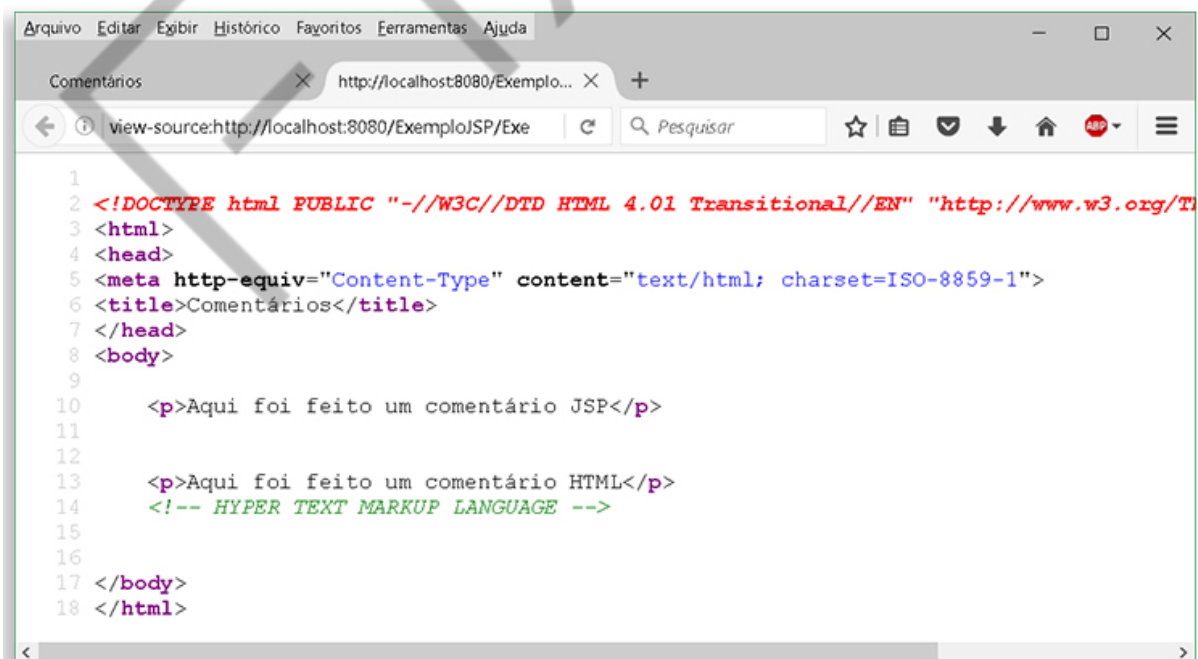 Arquivo Editar Exibir Histórico Favoritos Ferramentas Ajuda
Comentários http://localhost:8080/Exemplo...
view-source:http://localhost:8080/ExemploJSP/Exe Pesquisar ABP
1
2 <!DOCTYPE html PUBLIC "-//W3C//DTD HTML 4.01 Transitional//EN" "http://www.w3.org/T
3 <html>
4 <head>
5 <meta http-equiv="Content-Type" content="text/html; charset=ISO-8859-1">
6 <title>Comentários</title>
7 </head>
8 <body>
9
10 <p>Aqui foi feito um comentário JSP</p>
11
12
13 <p>Aqui foi feito um comentário HTML</p>
14 <!-- HYPER TEXT MARKUP LANGUAGE -->
15
16
17 </body>
18 </html>